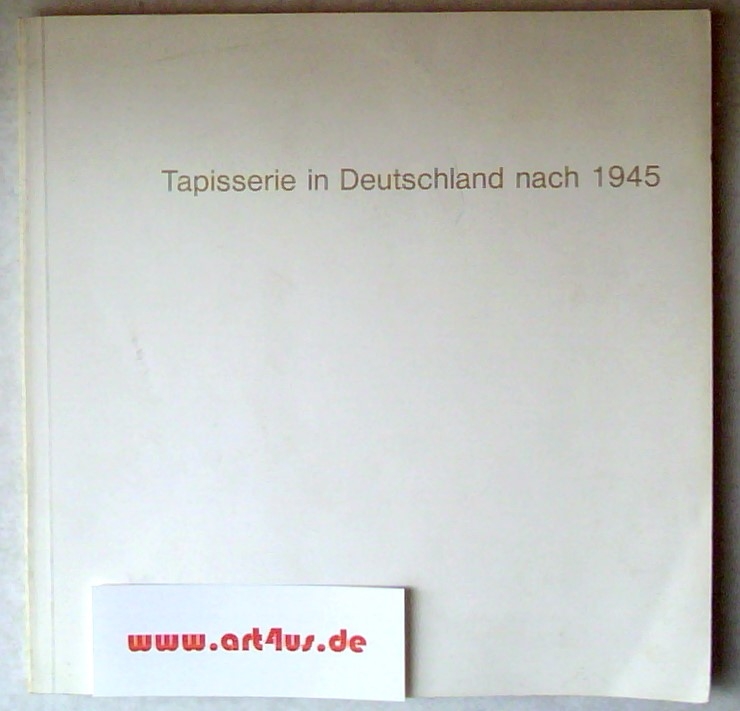 Tapisserie in Deutschland nach 1945
www.art4us.de